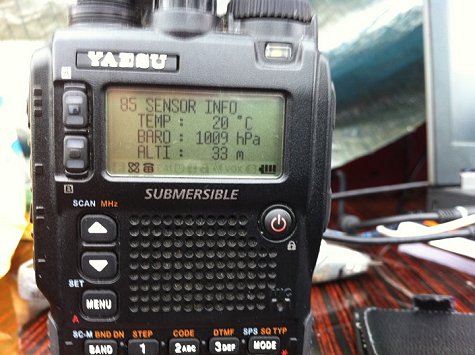 YAESU
A
85 SENSOR INFO
TEMP : 20 °C
BARO : 1009 hPa
ALTI : 33 m
B
SUBMERSIBLE
SCAN MHz
SET
MENU
A
SC-M BND DN STEP CODE DTMF SPS SQ TYP
BAND 1 2ABC 3DEF MODE